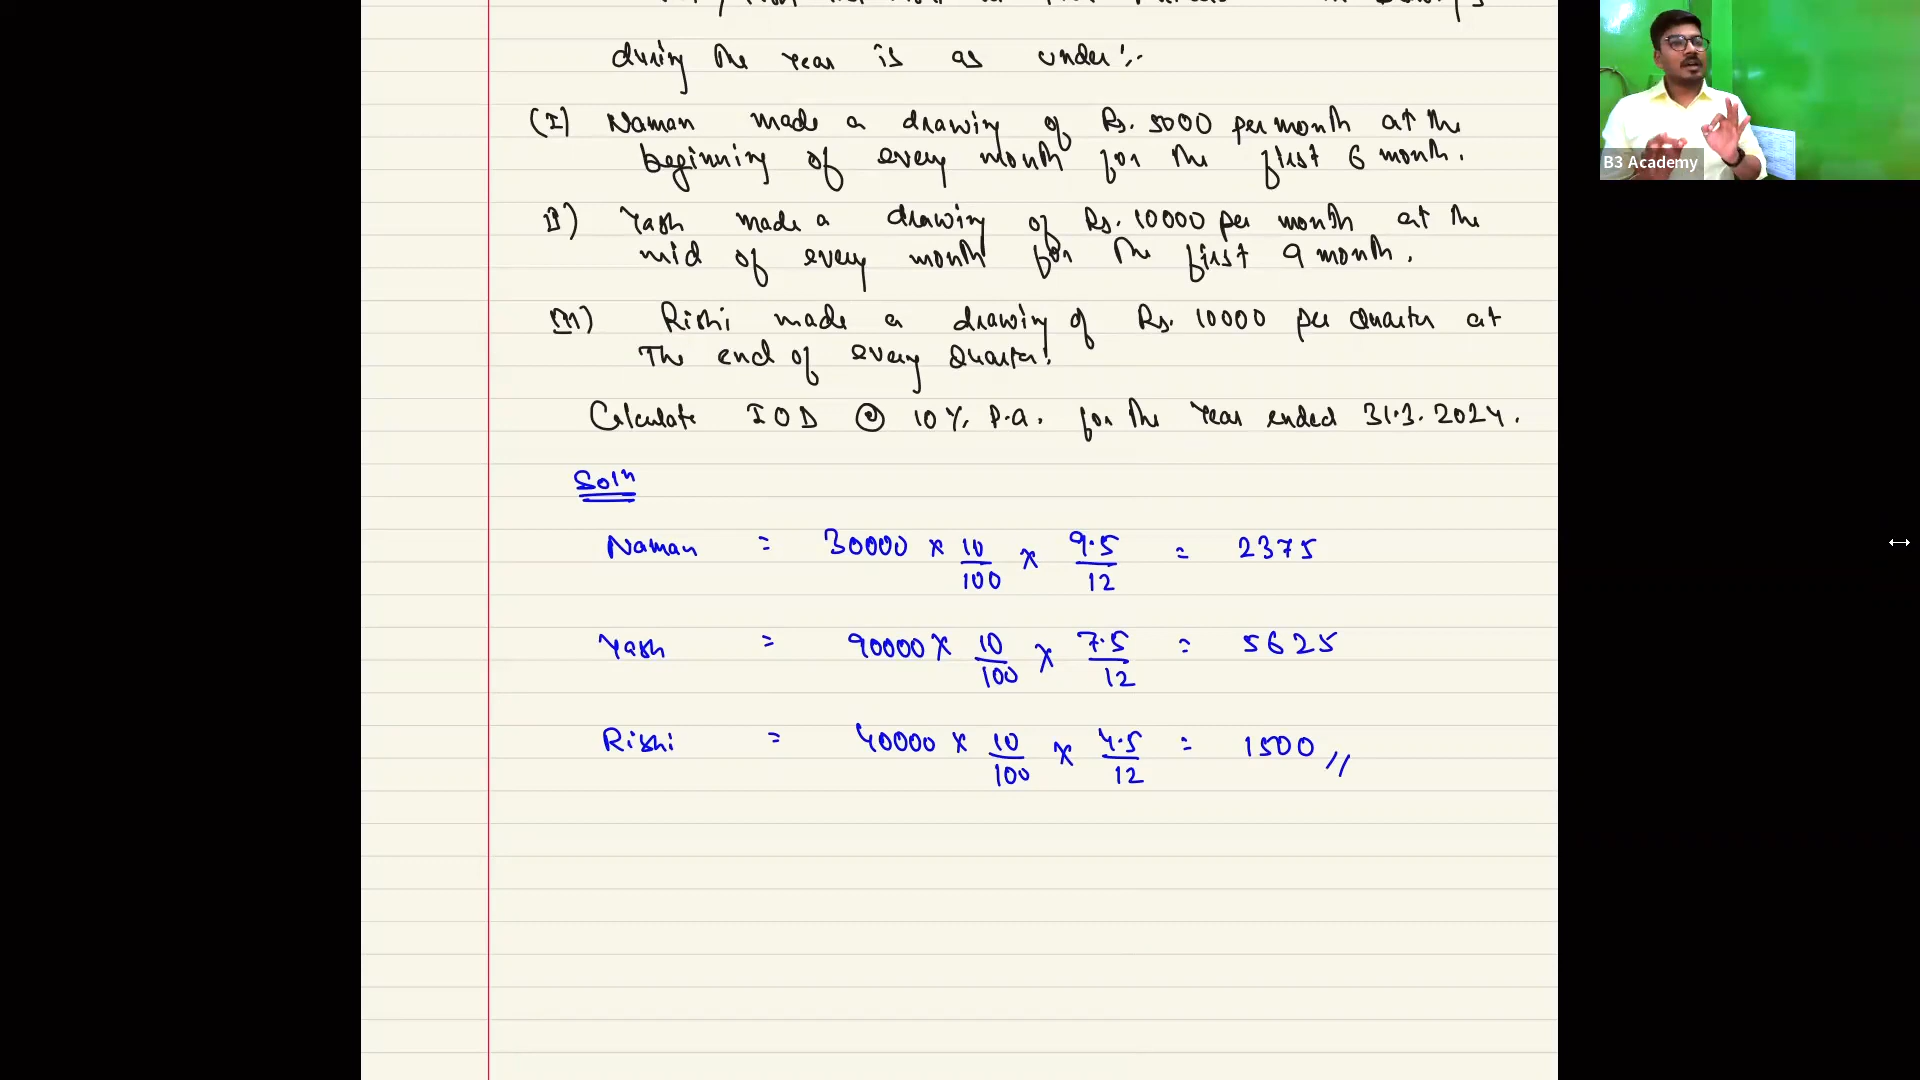 during the Year is as under :-
(I) Naman made a drawing of Rs. 5000 per month at the
beginning of every month for the first 6 month.
II) Yash made a drawing of Rs. 10000 per month at the
mid of every month for the first 9 month.
III) Rishi made a drawing of Rs. 10000 per Quarter at
The end of every Quarter.
Calculate IOD @ 10% P.a. for the Year ended 31.3.2024.
Soln
Naman = 30000 × 10/100 × 9.5/12 = 2375
Yash = 90000 × 10/100 × 7.5/12 = 5625
Rishi = 40000 × 10/100 × 4.5/12 = 1500 //
B3 Academy